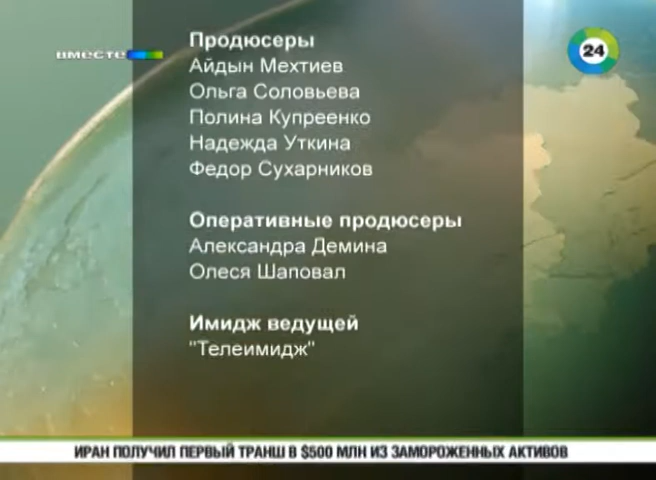 вместе
24
Продюсеры
Айдын Мехтиев
Ольга Соловьева
Полина Купреенко
Надежда Уткина
Федор Сухарников
Оперативные продюсеры
Александра Демина
Олеся Шаповал
Имидж ведущей
"Телеимидж"
ИРАН ПОЛУЧИЛ ПЕРВЫЙ ТРАНШ В $500 МЛН ИЗ ЗАМОРОЖЕННЫХ АКТИВОВ